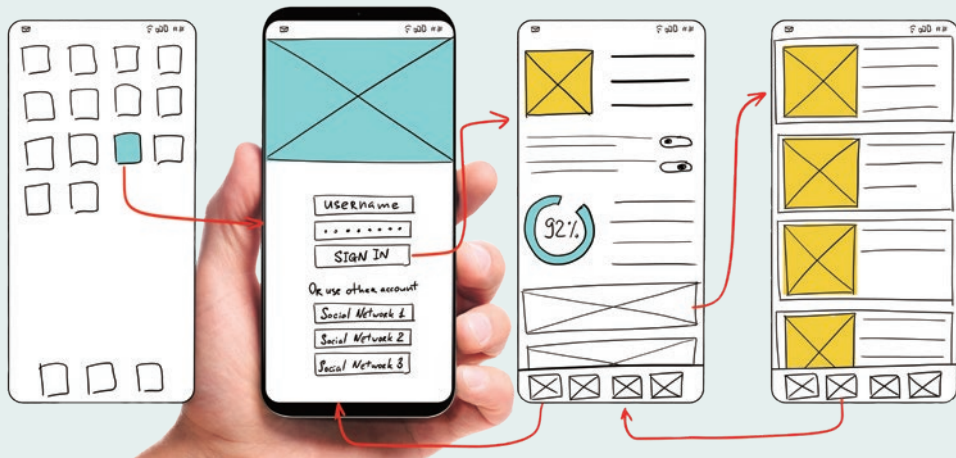 Username
SIGN IN
Or use other account
Social Network 1
Social Network 2
Social Network 3
92%